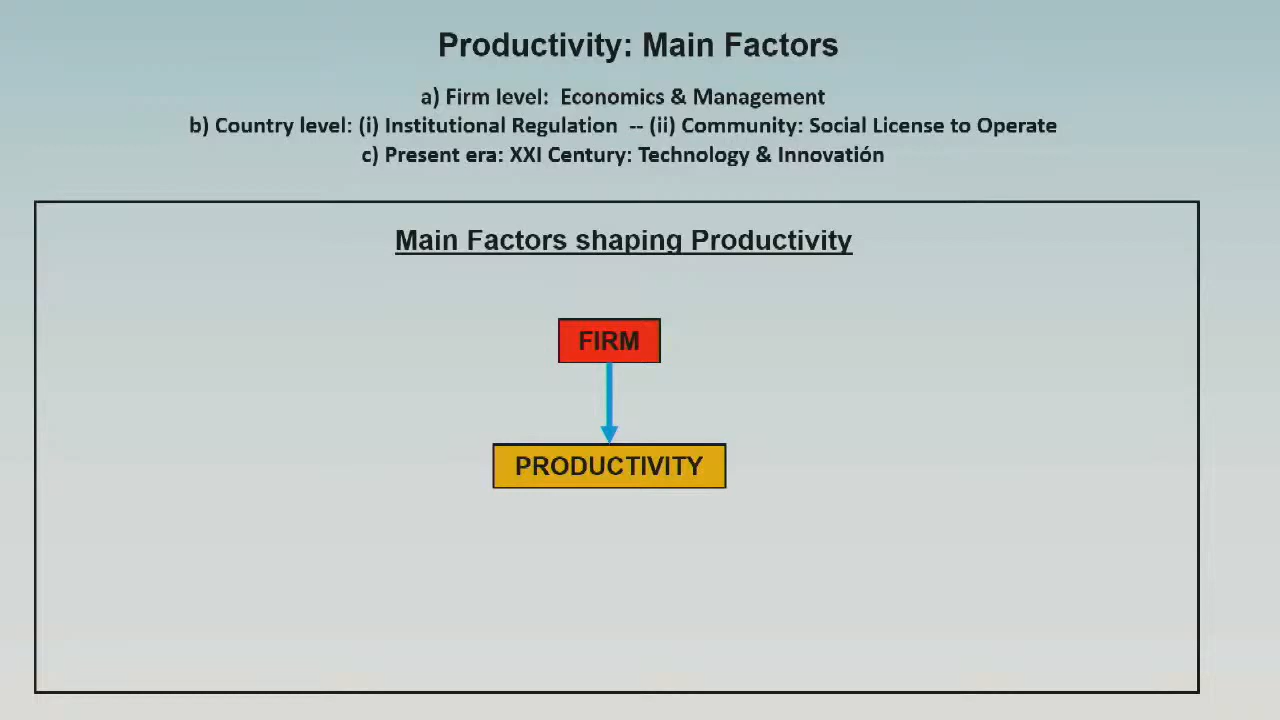 Productivity: Main Factors
a) Firm level: Economics & Management
b) Country level: (i) Institutional Regulation -- (ii) Community: Social License to Operate
c) Present era: XXI Century: Technology & Innovatión
Main Factors shaping Productivity
FIRM
PRODUCTIVITY